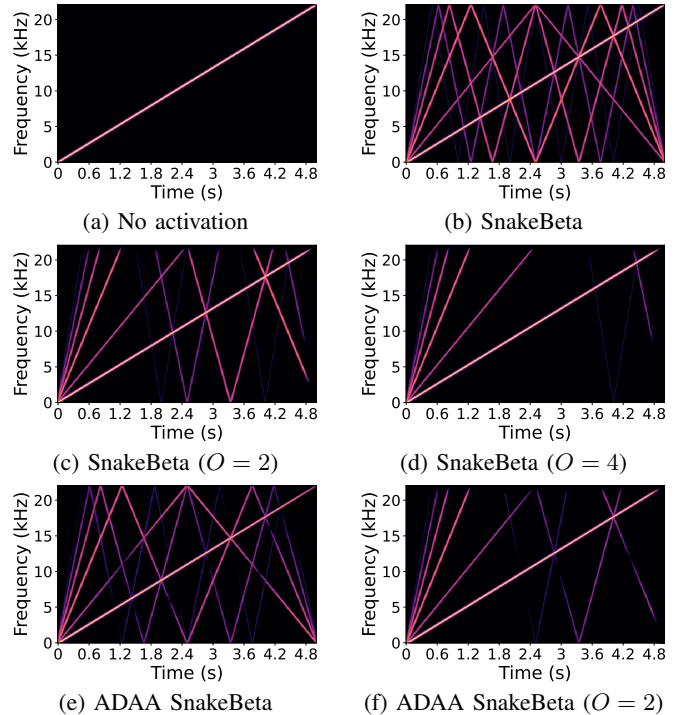 Frequency (kHz)
20
15
10
5
0
0 0.6 1.2 1.8 2.4 3 3.6 4.2 4.8
Time (s)
(a) No activation
Frequency (kHz)
20
15
10
5
0
0 0.6 1.2 1.8 2.4 3 3.6 4.2 4.8
Time (s)
(b) SnakeBeta
Frequency (kHz)
20
15
10
5
0
0 0.6 1.2 1.8 2.4 3 3.6 4.2 4.8
Time (s)
(c) SnakeBeta (O = 2)
Frequency (kHz)
20
15
10
5
0
0 0.6 1.2 1.8 2.4 3 3.6 4.2 4.8
Time (s)
(d) SnakeBeta (O = 4)
Frequency (kHz)
20
15
10
5
0
0 0.6 1.2 1.8 2.4 3 3.6 4.2 4.8
Time (s)
(e) ADAA SnakeBeta
Frequency (kHz)
20
15
10
5
0
0 0.6 1.2 1.8 2.4 3 3.6 4.2 4.8
Time (s)
(f) ADAA SnakeBeta (O = 2)